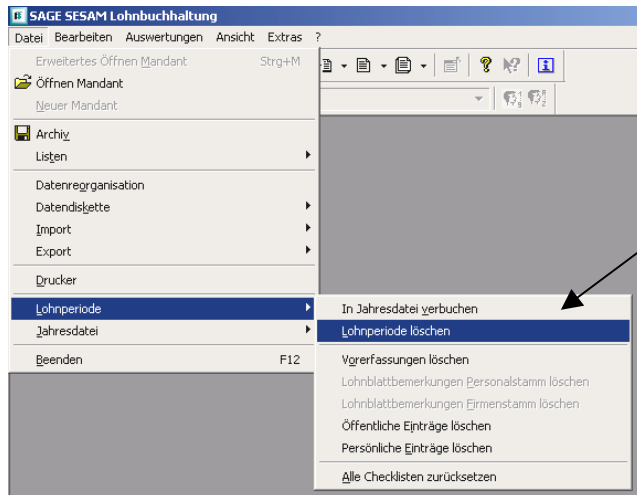 SAGE SESAM Lohnbuchhaltung
Datei Bearbeiten Auswertungen Ansicht Extras ?
Erweitertes Öffnen Mandant Strg+M
Öffnen Mandant
Neuer Mandant
Archiv
Listen
Datenreorganisation
Datendiskette
Import
Export
Drucker
Lohnperiode
In Jahresdatei verbuchen
Jahresdatei
Lohnperiode löschen
Beenden F12
Vorerfassungen löschen
Lohnblattbemerkungen Personalstamm löschen
Lohnblattbemerkungen Firmenstamm löschen
Öffentliche Einträge löschen
Persönliche Einträge löschen
Alle Checklisten zurücksetzen